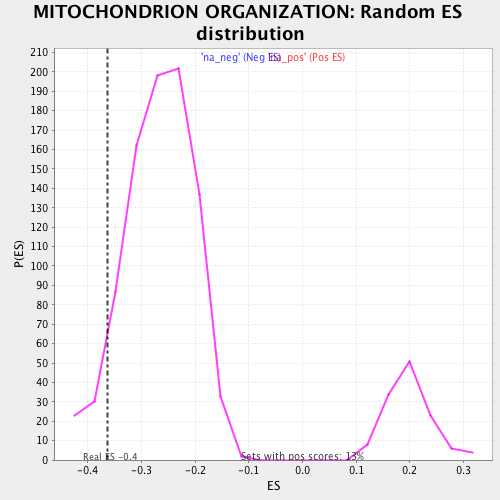 MITOCHONDRION ORGANIZATION: Random ES
distribution
'na_neg' (Neg ES) 'na_pos' (Pos ES)
210
200
190
180
170
160
150
140
130
120
110
100
90
80
70
60
50
40
30
20
10
0
P(ES)
Real ES -0.4
Sets with pos scores: 13%
-0.4 -0.3 -0.2 -0.1 0.0 0.1 0.2 0.3
ES